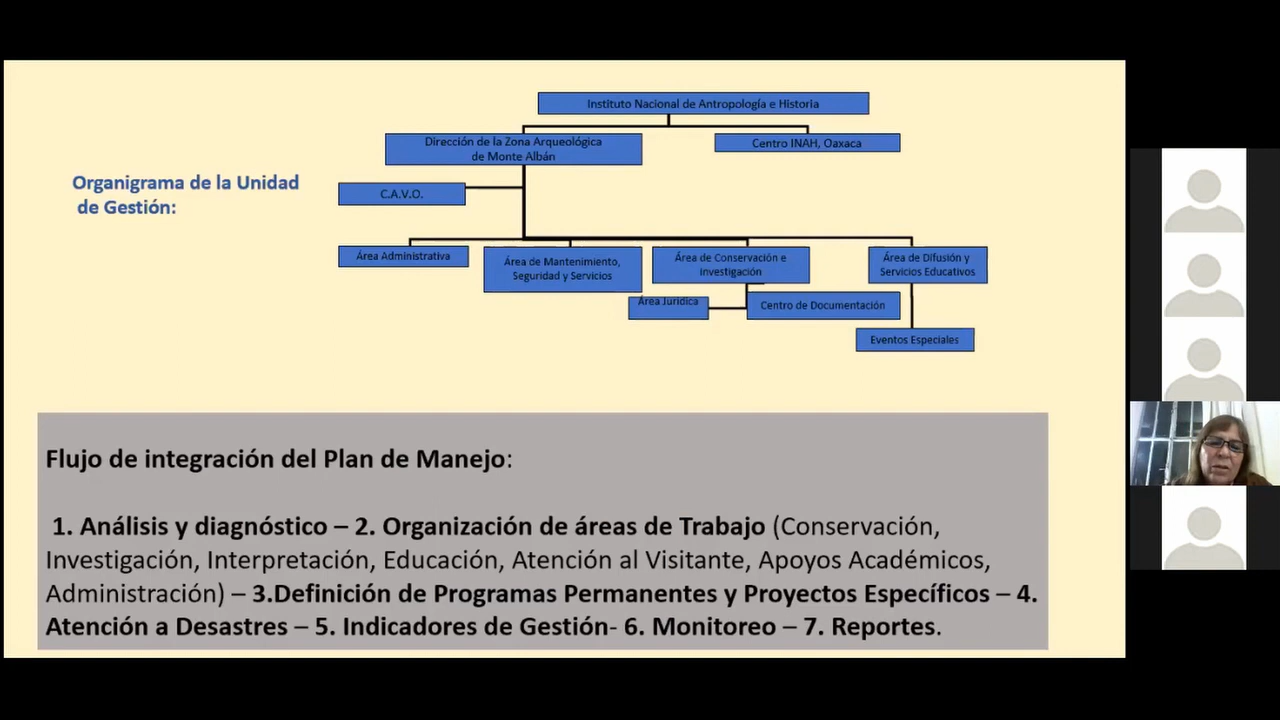 Instituto Nacional de Antropología e Historia
Dirección de la Zona Arqueológica
de Monte Albán
Centro INAH, Oaxaca
Organigrama de la Unidad
de Gestión:
C.A.V.O.
Área Administrativa
Área de Mantenimiento,
Seguridad y Servicios
Área de Conservación e
investigación
Área de Difusión y
Servicios Educativos
Área Jurídica
Centro de Documentación
Eventos Especiales
Flujo de integración del Plan de Manejo:
1. Análisis y diagnóstico – 2. Organización de áreas de Trabajo (Conservación,
Investigación, Interpretación, Educación, Atención al Visitante, Apoyos Académicos,
Administración) – 3.Definición de Programas Permanentes y Proyectos Específicos – 4.
Atención a Desastres – 5. Indicadores de Gestión- 6. Monitoreo – 7. Reportes.